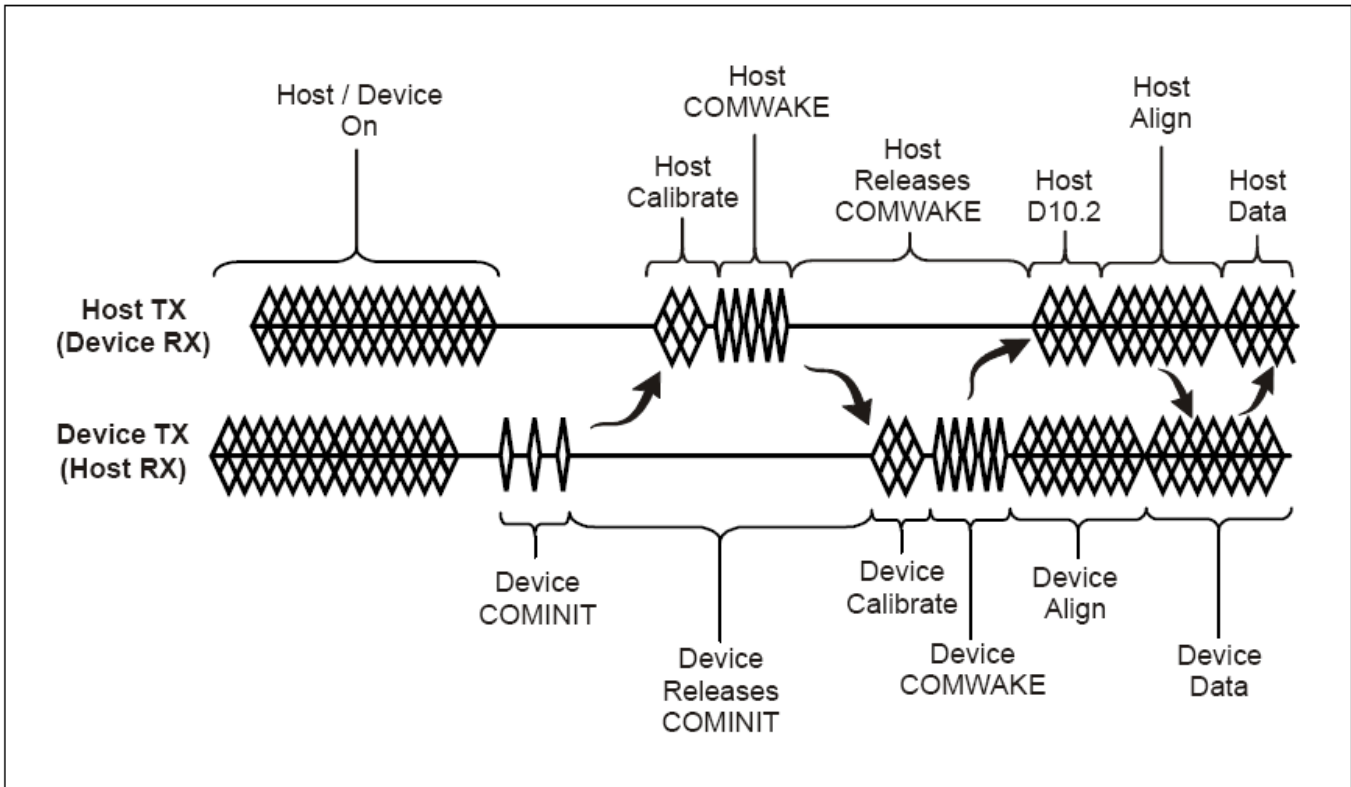 Host / Device
On
Host
COMWAKE
Host
Calibrate
Host
Releases
COMWAKE
Host
D10.2
Host
Align
Host
Data
Host TX
(Device RX)
Device TX
(Host RX)
Device
COMINIT
Device
Releases
COMINIT
Device
Calibrate
Device
COMWAKE
Device
Align
Device
Data